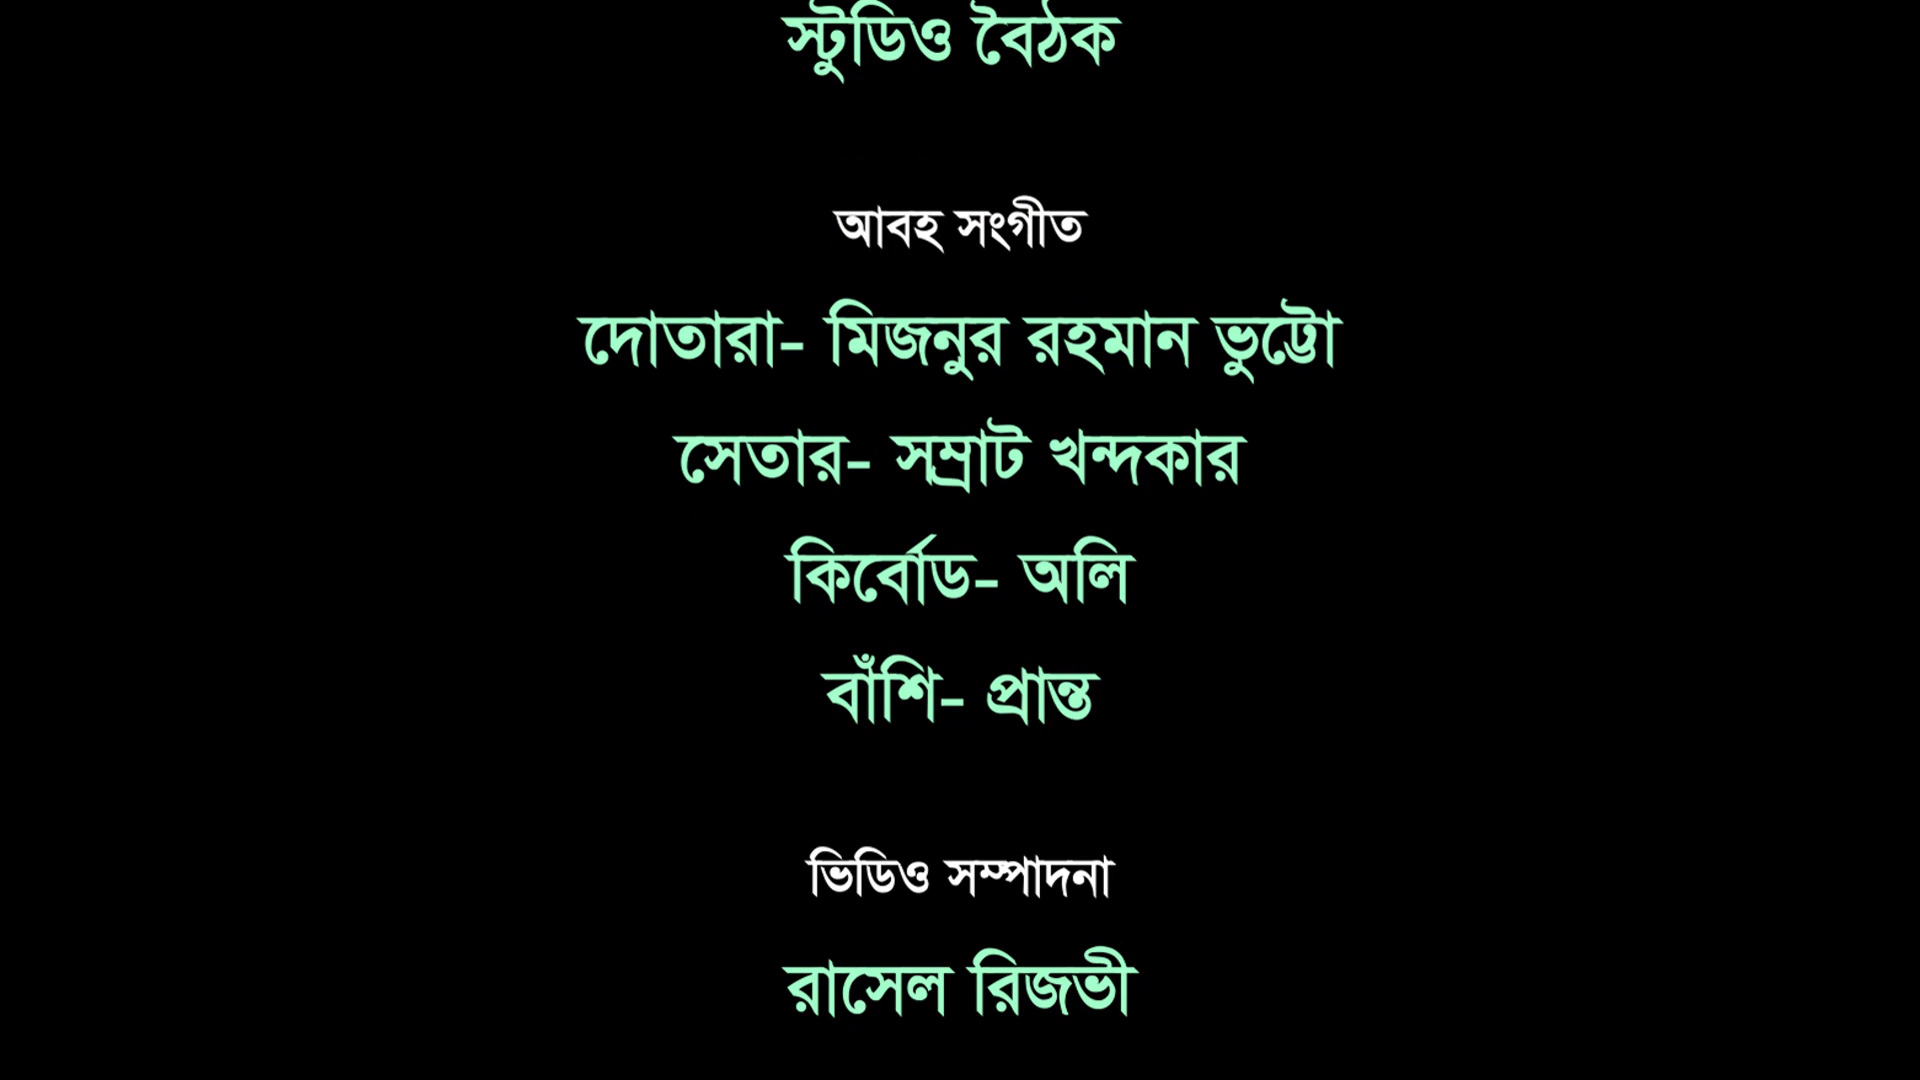 স্টুডিও বৈঠক
আবহ সংগীত
দোতারা- মিজনুর রহমান ভুট্টো
সেতার- সম্রাট খন্দকার
কির্বোড- অলি
বাঁশি- প্রান্ত
ভিডিও সম্পাদনা
রাসেল রিজভী